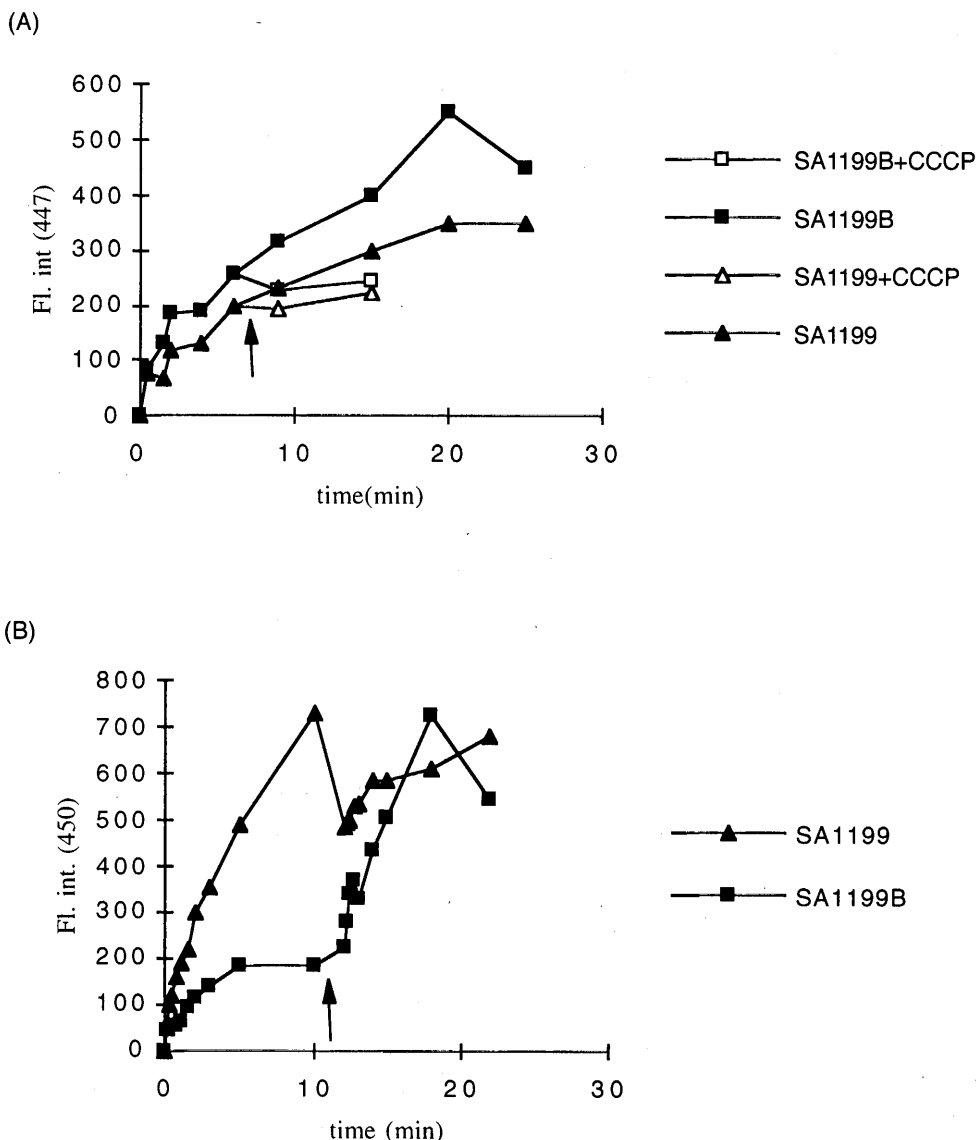 (A)
600
500
400
300
200
100
0
Fl. int (447)
0 10 20 30
time(min)
SA1199B+CCCP
SA1199B
SA1199+CCCP
SA1199
(B)
800
700
600
500
400
300
200
100
0
Fl. int. (450)
0 10 20 30
time (min)
SA1199
SA1199B